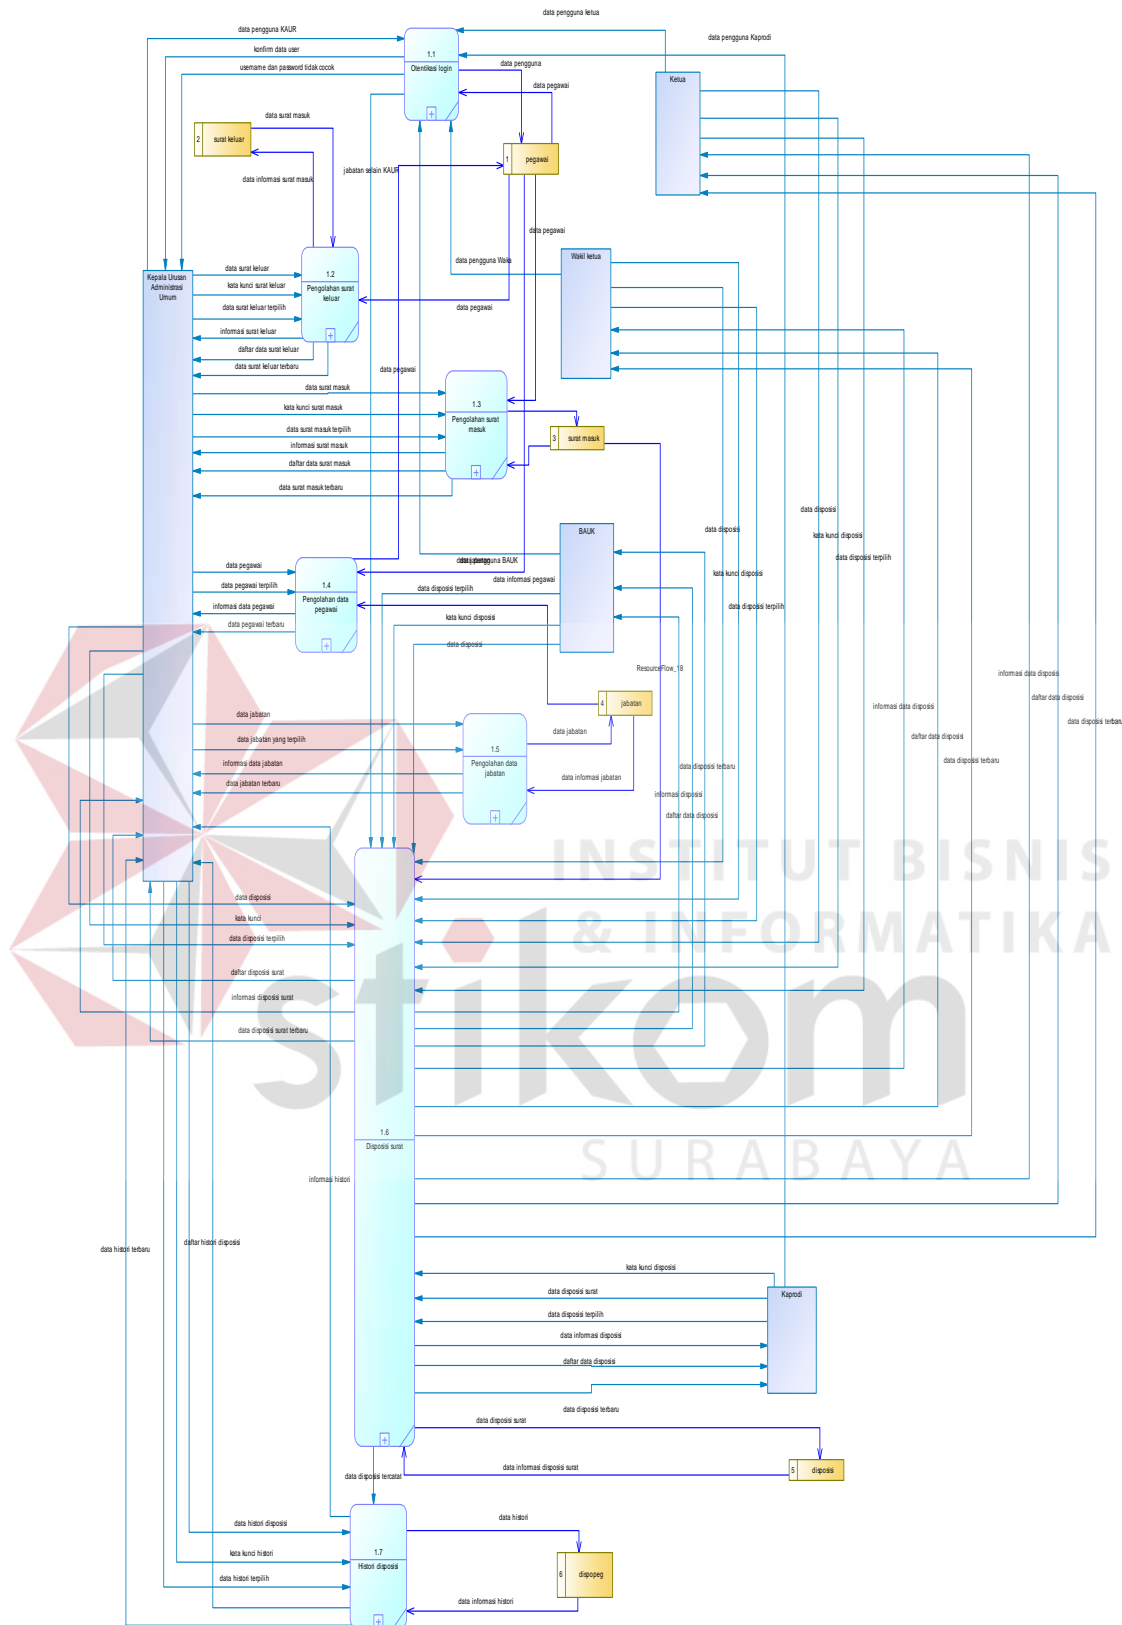 data pengguna ketua
data pengguna KAUR
data pengguna Kaprodi
konfirm data user
1.1
data pengguna
username dan password tidak cocok
Otentikasi login
Ketua
data pegawai
data surat masuk
2
surat keluar
1
pegawai
jabatan selain KAUR
data informasi surat masuk
data pegawai
data pengguna Waka
Wakil ketua
Kepala Urusan
Administrasi
Umum
data surat keluar
1.2
kata kunci surat keluar
Pengolahan surat
keluar
data surat keluar terpilih
data pegawai
informasi surat keluar
daftar data surat keluar
data surat keluar terbaru
data pegawai
data surat masuk
1.3
kata kunci surat masuk
Pengolahan surat
masuk
data surat masuk terpilih
3
surat masuk
informasi surat masuk
daftar data surat masuk
data surat masuk terbaru
data disposisi
BAUK
data disposisi
kata kunci disposisi
data disposisi terpilih
data pengguna BAUK
data pegawai
kata kunci disposisi
data informasi pegawai
1.4
data pegawai terpilih
data disposisi terpilih
Pengolahan data
pegawai
data disposisi terpilih
informasi data pegawai
kata kunci disposisi
data pegawai terbaru
data disposisi
ResourceFlow_18
informasi data disposisi
daftar data disposisi
4
jabatan
informasi data disposisi
data jabatan
data disposisi terbaru
data jabatan
daftar data disposisi
data jabatan yang terpilih
1.5
informasi data jabatan
Pengolahan data
jabatan
data disposisi terbaru
data disposisi terbaru
data informasi jabatan
data jabatan terbaru
informasi disposisi
daftar data disposisi
INSTITUT BISNIS
& INFORMATIKA
stikom
SURABAYA
data disposisi
kata kunci
data disposisi terpilih
daftar disposisi surat
informasi disposisi surat
data disposisi surat terbaru
1.6
Disposisi surat
informasi histori
daftar histori disposisi
data histori terbaru
kata kunci disposisi
Kaprodi
data disposisi surat
data disposisi terpilih
data informasi disposisi
daftar data disposisi
data disposisi terbaru
data disposisi surat
data informasi disposisi surat
5
disposisi
data disposisi tercatat
data histori
data histori disposisi
1.7
kata kunci histori
Histori disposisi
6
dispopeg
data histori terpilih
data informasi histori